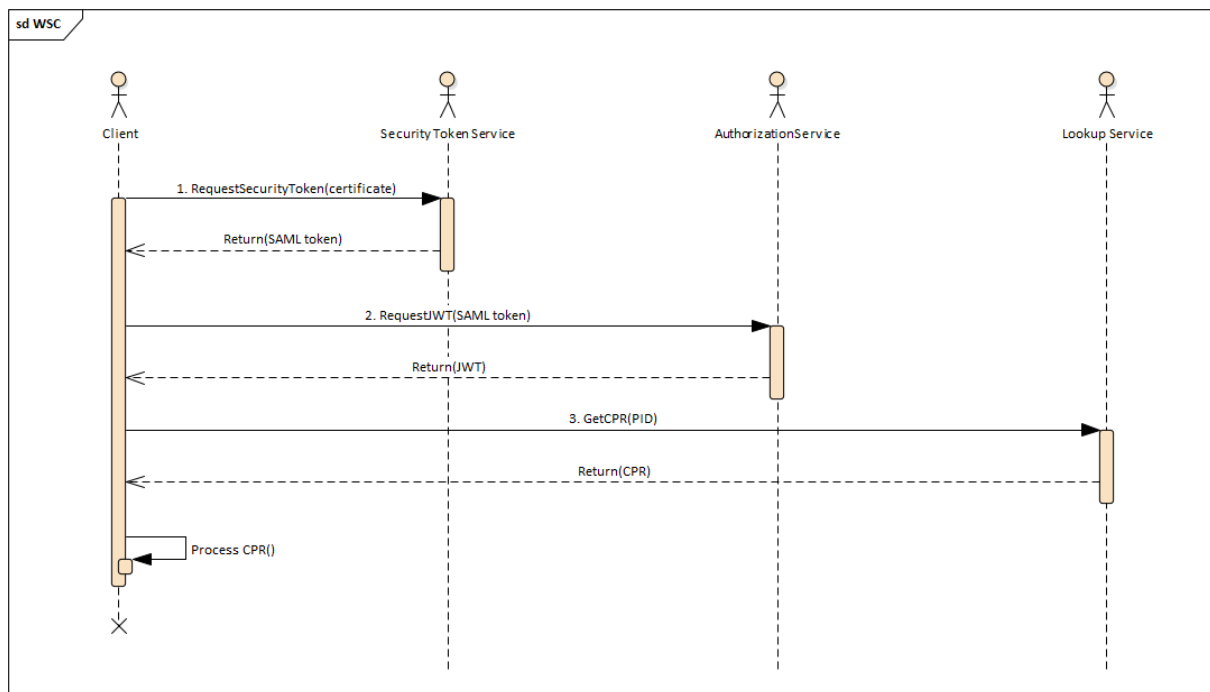 sd WSC
Client
Security Token Service
AuthorizationService
Lookup Service
1. RequestSecurityToken(certificate)
Return(SAML token)
2. RequestJWT(SAML token)
Return(JWT)
3. GetCPR(PID)
Return(CPR)
Process CPR()